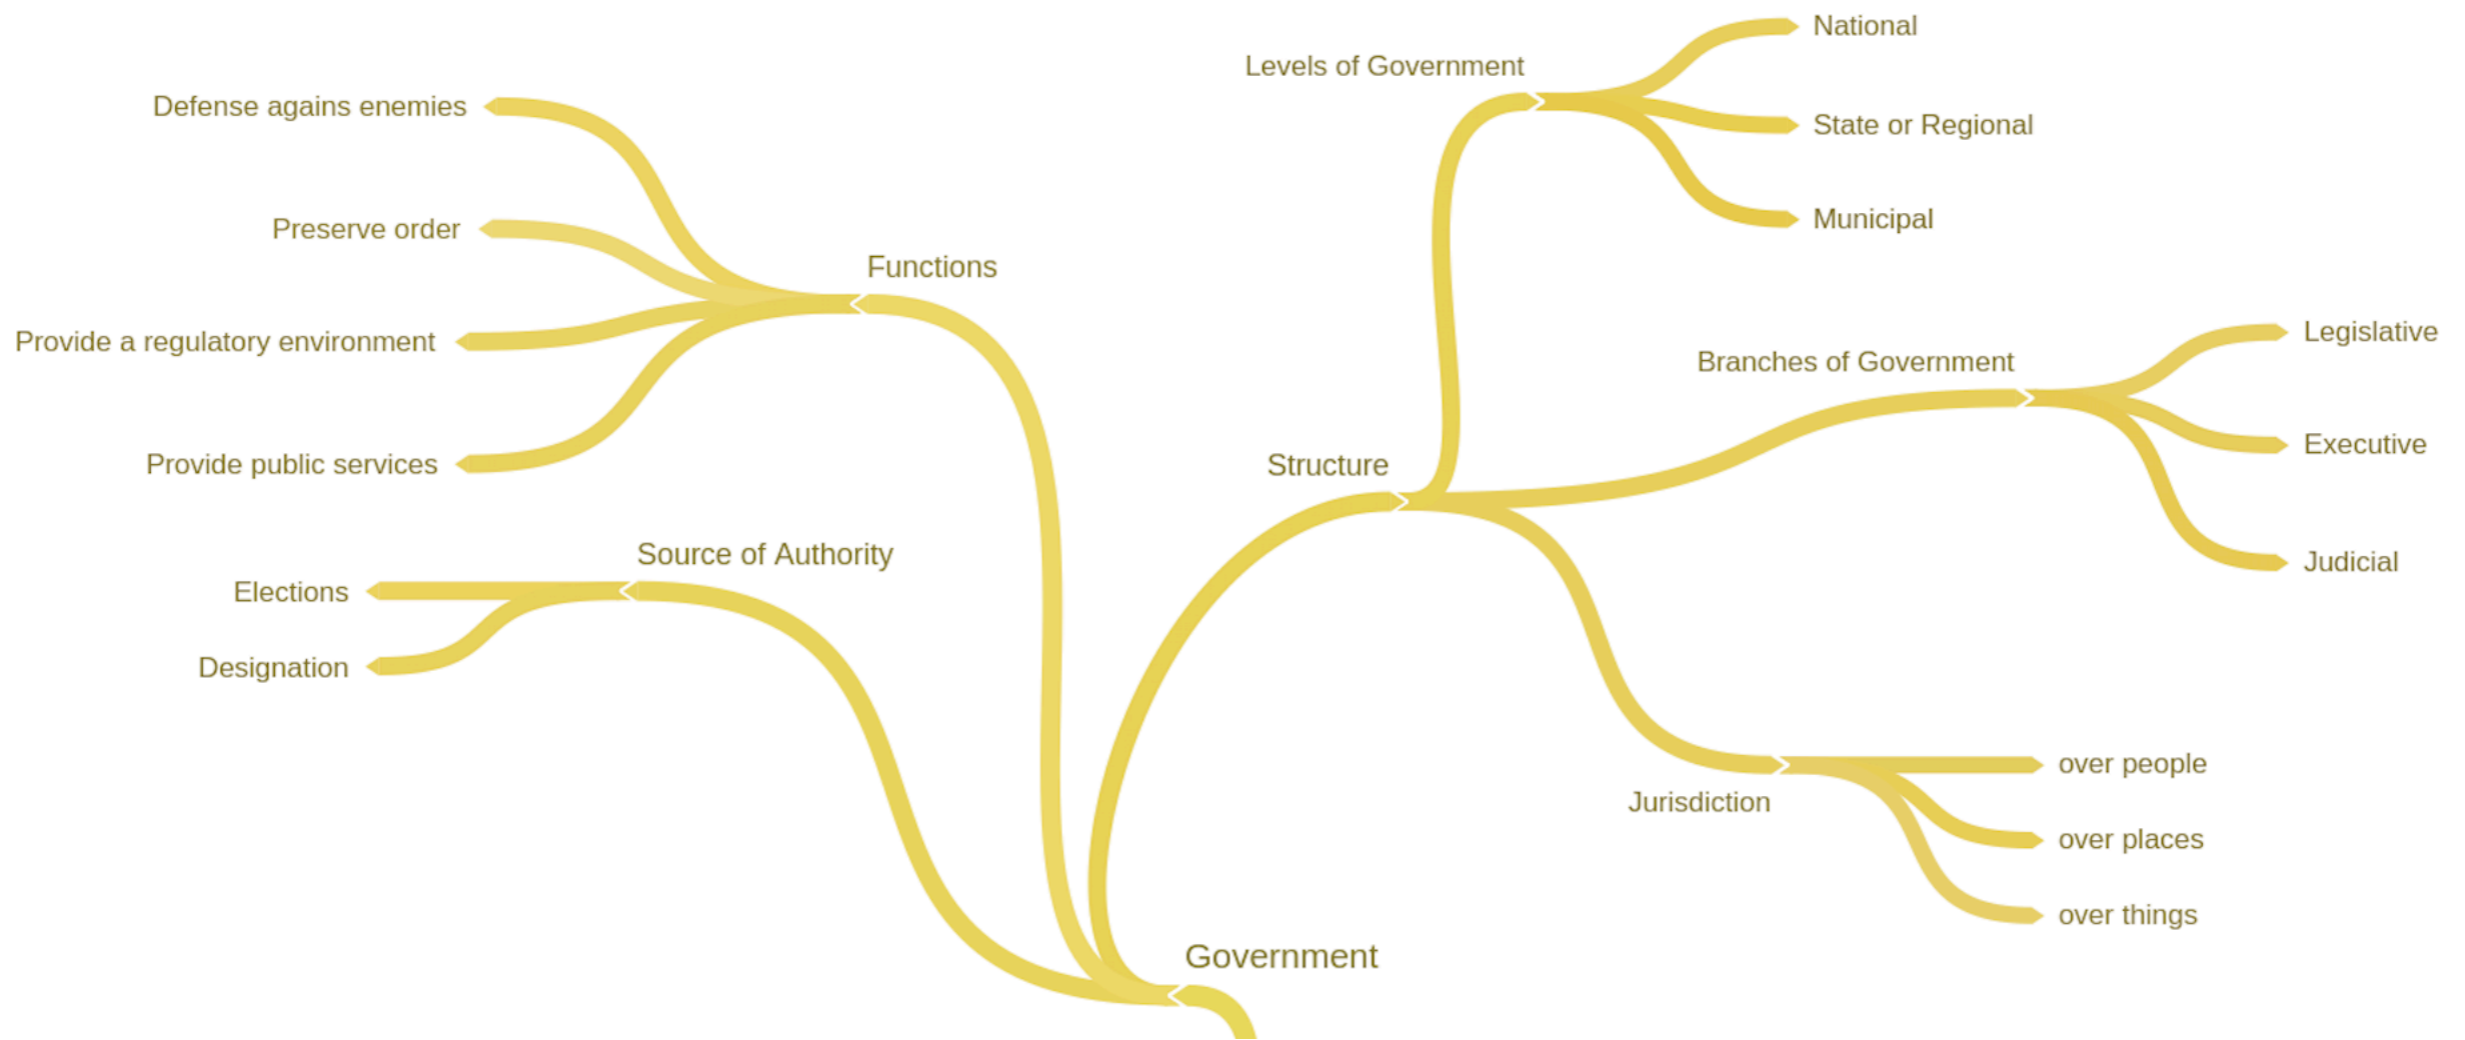 National
Levels of Government
State or Regional
Municipal
Defense agains enemies
Preserve order
Functions
Provide a regulatory environment
Provide public services
Legislative
Branches of Government
Executive
Judicial
Structure
Source of Authority
Elections
Designation
over people
Jurisdiction
over places
over things
Government